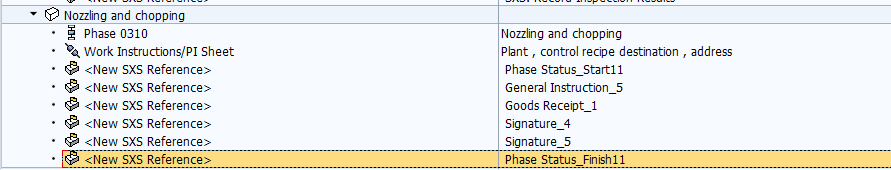 <New SXS Reference> SXS: Record Inspection Results
Nozzling and chopping
Phase 0310 Nozzling and chopping
Work Instructions/PI Sheet Plant , control recipe destination , address
<New SXS Reference> Phase Status_Start11
<New SXS Reference> General Instruction_5
<New SXS Reference> Goods Receipt_1
<New SXS Reference> Signature_4
<New SXS Reference> Signature_5
<New SXS Reference> Phase Status_Finish11